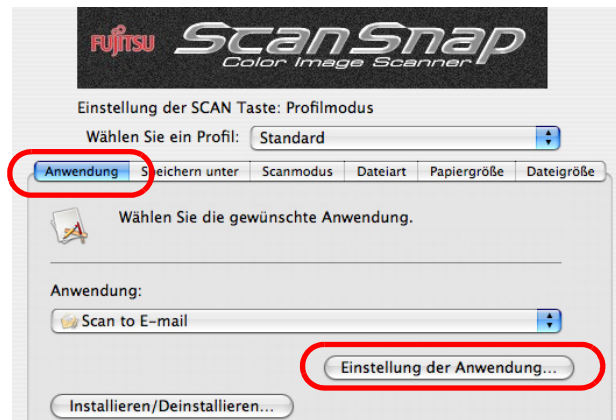 FUJITSU ScanSnap
Color Image Scanner
Einstellung der SCAN Taste: Profilmodus
Wählen Sie ein Profil: Standard
Anwendung Speichern unter Scanmodus Dateiart Papiergröße Dateigröße
Wählen Sie die gewünschte Anwendung.
Anwendung:
Scan to E-mail
Einstellung der Anwendung...
Installieren/Deinstallieren...